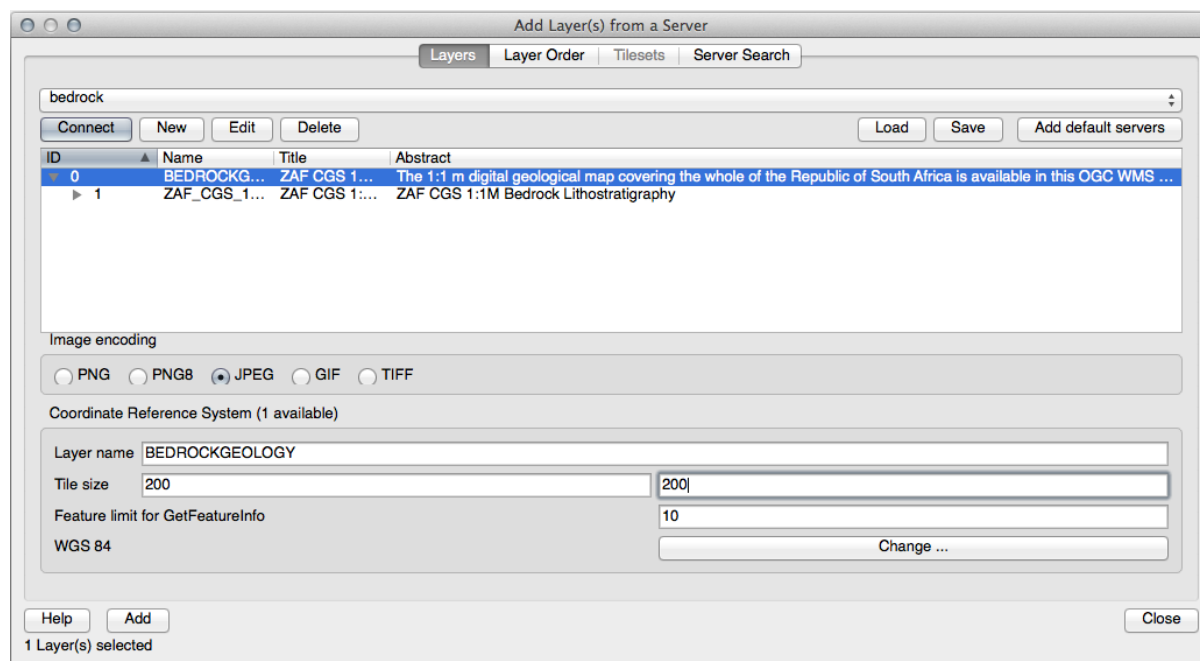 Add Layer(s) from a Server
Layers Layer Order Tilesets Server Search
bedrock
Connect New Edit Delete Load Save Add default servers
ID Name Title Abstract
0 BEDROCKG... ZAF CGS 1... The 1:1 m digital geological map covering the whole of the Republic of South Africa is available in this OGC WMS ...
1 ZAF_CGS_1... ZAF CGS 1:... ZAF CGS 1:1M Bedrock Lithostratigraphy
Image encoding
PNG PNG8 JPEG GIF TIFF
Coordinate Reference System (1 available)
Layer name BEDROCKGEOLOGY
Tile size 200 200
Feature limit for GetFeatureInfo 10
WGS 84 Change ...
Help Add Close
1 Layer(s) selected